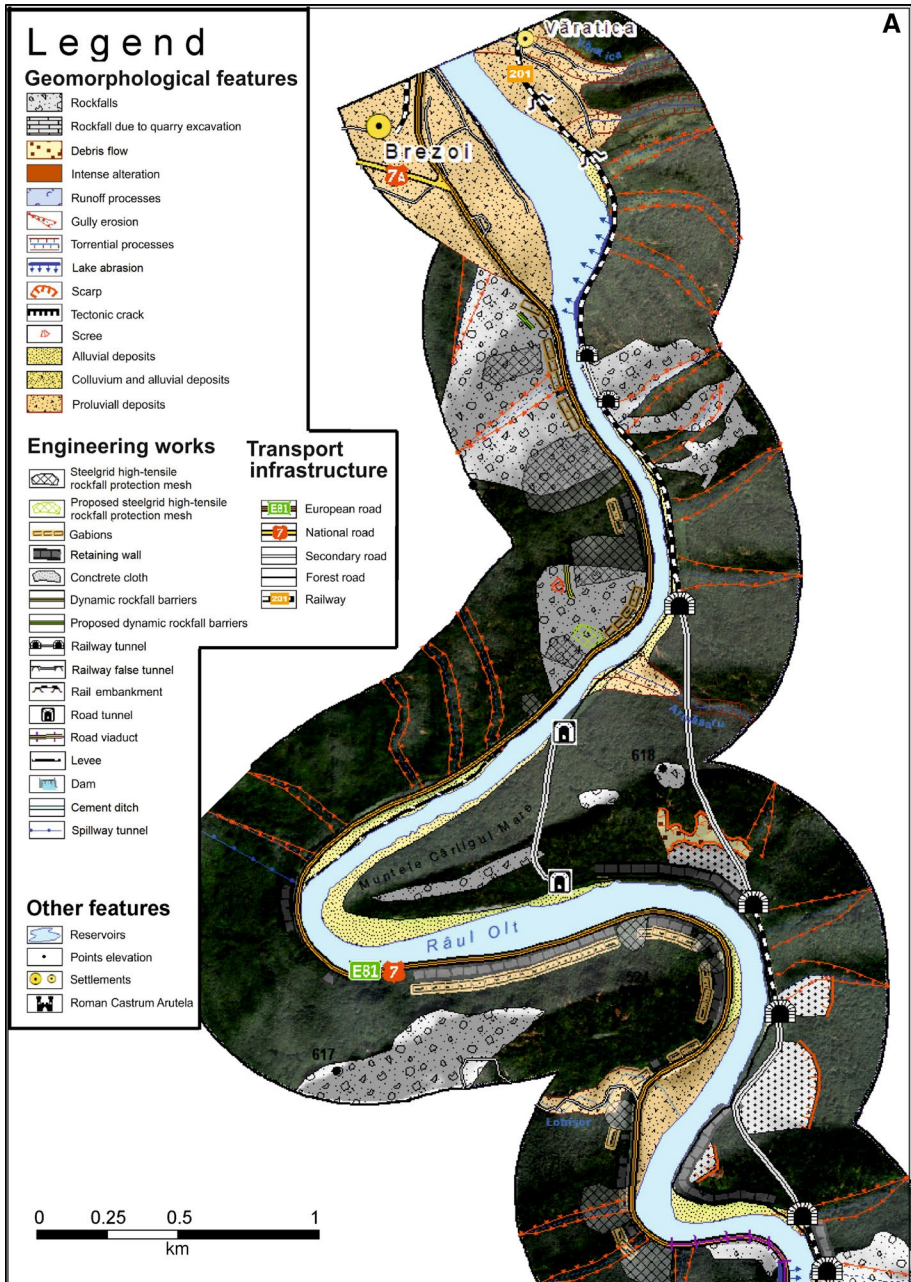 A
Legend
Geomorphological features
Rockfalls
Rockfall due to quarry excavation
Debris flow
Intense alteration
Runoff processes
Gully erosion
Torrential processes
Lake abrasion
Scarp
Tectonic crack
Scree
Alluvial deposits
Colluvium and alluvial deposits
Proluviall deposits
Engineering works
Steelgrid high-tensile
rockfall protection mesh
Proposed steelgrid high-tensile
rockfall protection mesh
Gabions
Retaining wall
Conctrete cloth
Dynamic rockfall barriers
Proposed dynamic rockfall barriers
Railway tunnel
Railway false tunnel
Rail embankment
Road tunnel
Road viaduct
Levee
Dam
Cement ditch
Spillway tunnel
Transport
infrastructure
E81 European road
7 National road
Secondary road
Forest road
201 Railway
Other features
Reservoirs
Points elevation
Settlements
Roman Castrum Arutela
Văratica
201
Brezoi
7A
618
Muntele Cârligul Mare
Râul Olt
E81 7
617
Lotrișor
0 0.25 0.5 1
km